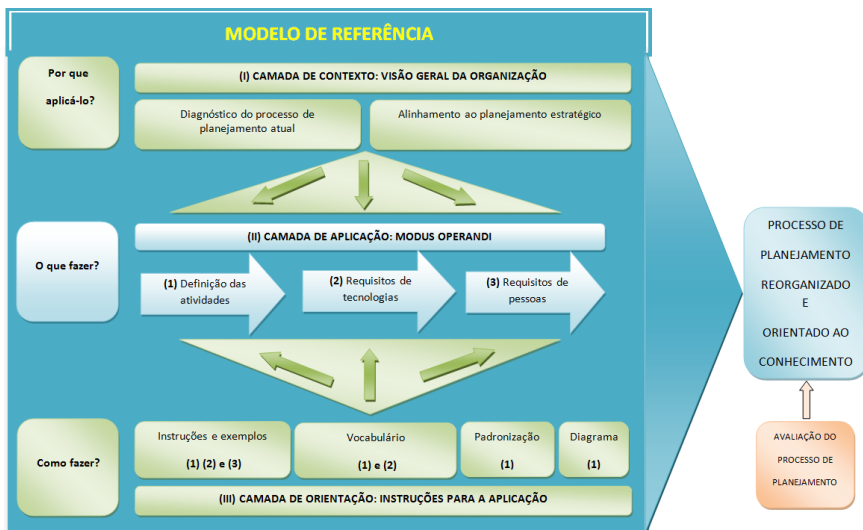 MODELO DE REFERÊNCIA
Por que
aplicá-lo?
(I) CAMADA DE CONTEXTO: VISÃO GERAL DA ORGANIZAÇÃO
Diagnóstico do processo de
planejamento atual
Alinhamento ao planejamento estratégico
O que fazer?
(II) CAMADA DE APLICAÇÃO: MODUS OPERANDI
(1) Definição das
atividades
(2) Requisitos de
tecnologias
(3) Requisitos de
pessoas
Como fazer?
Instruções e exemplos
(1) (2) e (3)
Vocabulário
(1) e (2)
Padronização
(1)
Diagrama
(1)
(III) CAMADA DE ORIENTAÇÃO: INSTRUÇÕES PARA A APLICAÇÃO
PROCESSO DE
PLANEJAMENTO
REORGANIZADO
E
ORIENTADO AO
CONHECIMENTO
AVALIAÇÃO DO
PROCESSO DE
PLANEJAMENTO